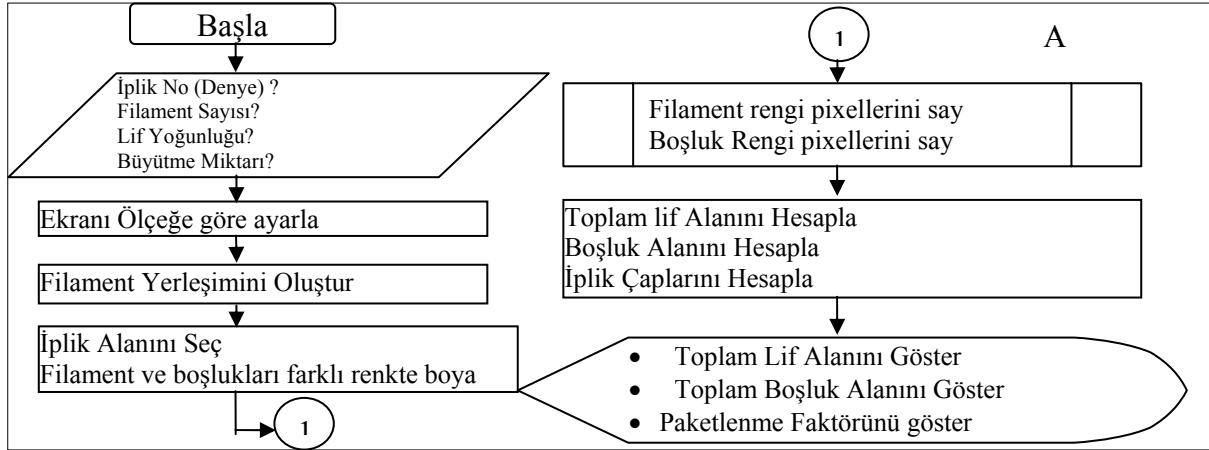 Başla
İplik No (Denye) ?
Filament Sayısı?
Lif Yoğunluğu?
Büyütme Miktarı?
Ekranı Ölçeğe göre ayarla
Filament Yerleşimini Oluştur
İplik Alanını Seç
Filament ve boşlukları farklı renkte boya
1
1
A
Filament rengi pixellerini say
Boşluk Rengi pixellerini say
Toplam lif Alanını Hesapla
Boşluk Alanını Hesapla
İplik Çaplarını Hesapla
• Toplam Lif Alanını Göster
• Toplam Boşluk Alanını Göster
• Paketlenme Faktörünü göster